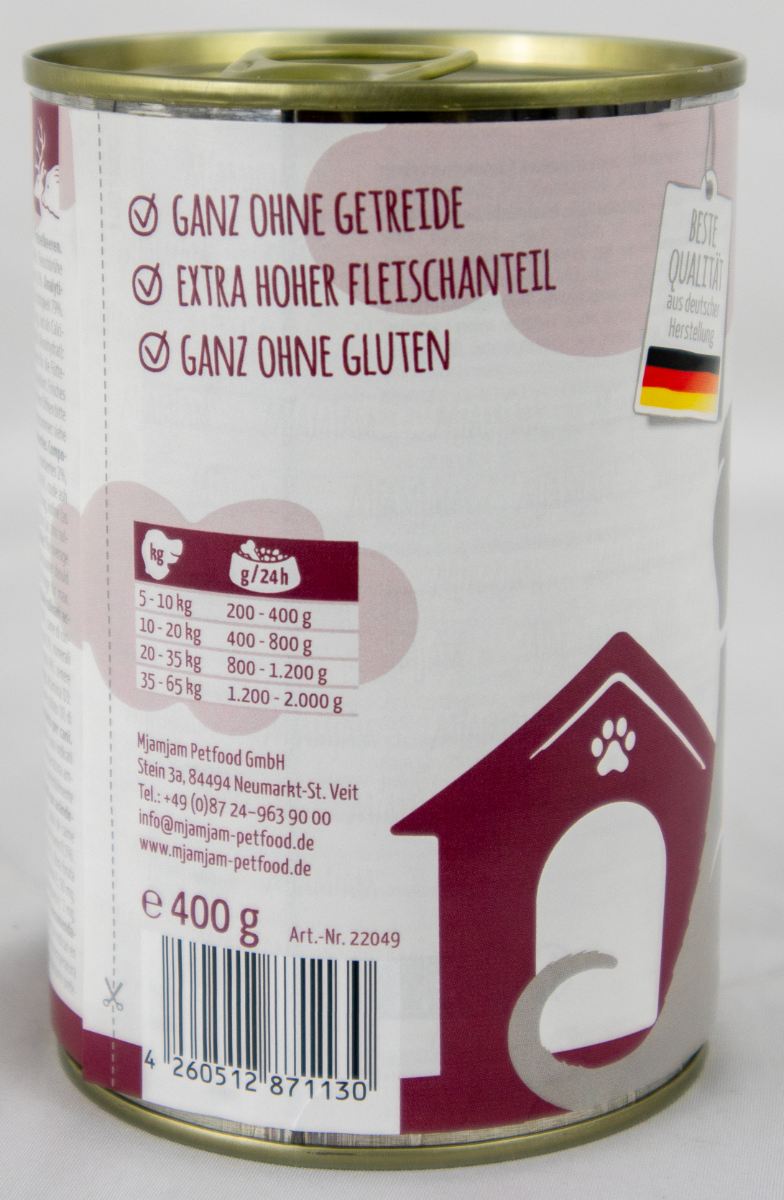 GANZ OHNE GETREIDE
EXTRA HOHER FLEISCHANTEIL
GANZ OHNE GLUTEN
BESTE
QUALITÄT
aus deutscher
Herstellung
kg
g/24h
5 - 10 kg 200 - 400 g
10 - 20 kg 400 - 800 g
20 - 35 kg 800 - 1.200 g
35 - 65 kg 1.200 - 2.000 g
Mjamjam Petfood GmbH
Stein 3a, 84494 Neumarkt-St. Veit
Tel.: +49 (0)87 24–963 90 00
info@mjamjam-petfood.de
www.mjamjam-petfood.de
e 400 g
Art.-Nr. 22049
4 260512 871130